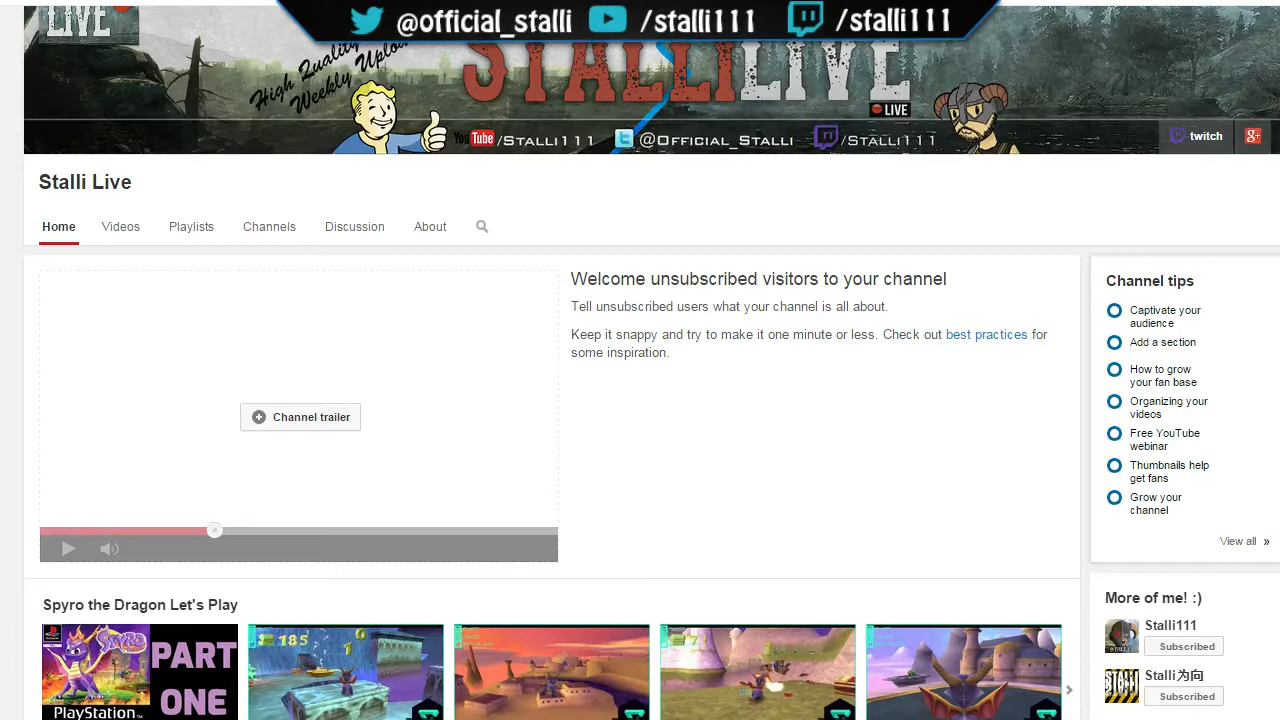 @official_stalli /stalli111 /stalli111
LIVE
High Quality
Weekly
STALLILIVE
LIVE
YouTube/Stalli111 @Official_Stalli /Stalli111
twitch
g+
Stalli Live
Home Videos Playlists Channels Discussion About
Welcome unsubscribed visitors to your channel
Tell unsubscribed users what your channel is all about.
Keep it snappy and try to make it one minute or less. Check out best practices for
some inspiration.
Channel trailer
Channel tips
Captivate your
audience
Add a section
How to grow
your fan base
Organizing your
videos
Free YouTube
webinar
Thumbnails help
get fans
Grow your
channel
View all »
Spyro the Dragon Let's Play
Spyro
PART
ONE
PlayStation
185
71
More of me! :)
Stalli111
Subscribed
Stalli为向
STALLI
Subscribed